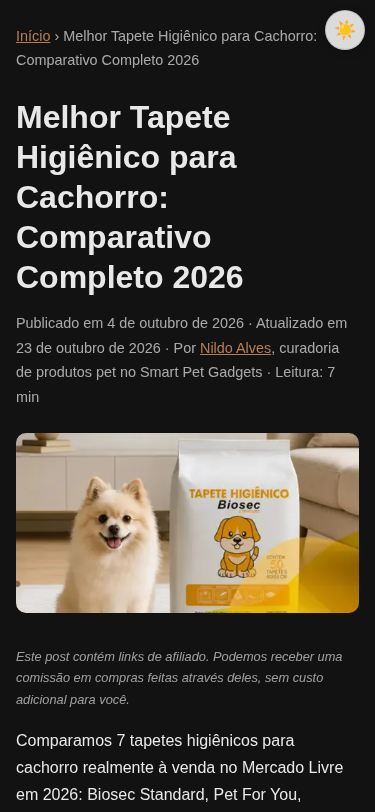 Início › Melhor Tapete Higiênico para Cachorro:
Comparativo Completo 2026
Melhor Tapete
Higiênico para
Cachorro:
Comparativo
Completo 2026
Publicado em 4 de outubro de 2026 · Atualizado em
23 de outubro de 2026 · Por Nildo Alves, curadoria
de produtos pet no Smart Pet Gadgets · Leitura: 7
min
TAPETE HIGIÊNICO
Biosec
CONTÉM
50
TAPETES
Este post contém links de afiliado. Podemos receber uma
comissão em compras feitas através deles, sem custo
adicional para você.
Comparamos 7 tapetes higiênicos para
cachorro realmente à venda no Mercado Livre
em 2026: Biosec Standard, Pet For You,